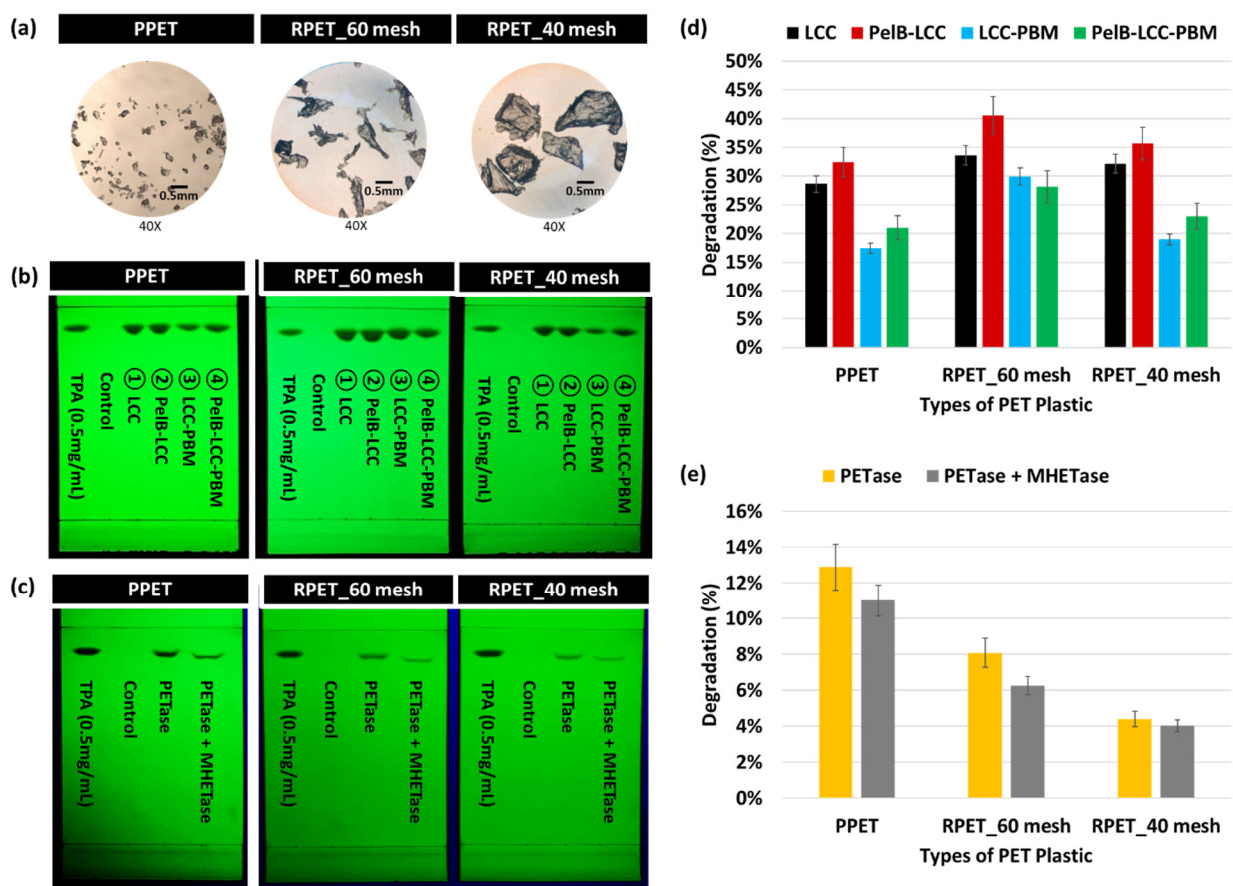 (a)
PPET
RPET_60 mesh
RPET_40 mesh
0.5mm
0.5mm
0.5mm
40X
40X
40X
(b)
PPET
RPET_60 mesh
RPET_40 mesh
TPA (0.5mg/mL)
Control
① LCC
② PelB-LCC
③ LCC-PBM
④ PelB-LCC-PBM
TPA (0.5mg/mL)
Control
① LCC
② PelB-LCC
③ LCC-PBM
④ PelB-LCC-PBM
TPA (0.5mg/mL)
Control
① LCC
② PelB-LCC
③ LCC-PBM
④ PelB-LCC-PBM
(c)
PPET
RPET_60 mesh
RPET_40 mesh
TPA (0.5mg/mL)
Control
PETase
PETase + MHETase
TPA (0.5mg/mL)
Control
PETase
PETase + MHETase
TPA (0.5mg/mL)
Control
PETase
PETase + MHETase
(d)
LCC PelB-LCC LCC-PBM PelB-LCC-PBM
Degradation (%)
50%
45%
40%
35%
30%
25%
20%
15%
10%
5%
0%
PPET RPET_60 mesh RPET_40 mesh
Types of PET Plastic
(e)
PETase PETase + MHETase
Degradation (%)
16%
14%
12%
10%
8%
6%
4%
2%
0%
PPET RPET_60 mesh RPET_40 mesh
Types of PET Plastic